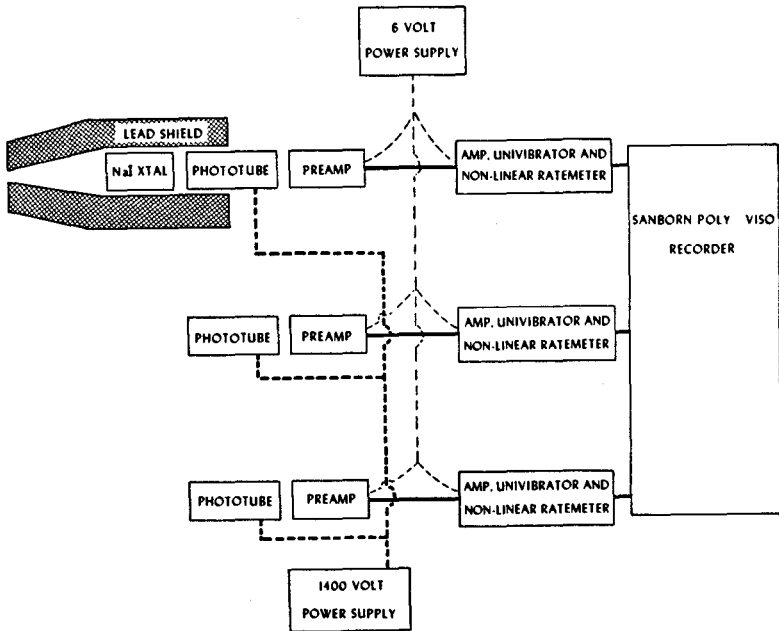 6 VOLT
POWER SUPPLY
LEAD SHIELD
NaI XTAL
PHOTOTUBE
PREAMP
AMP, UNIVIBRATOR AND
NON-LINEAR RATEMETER
SANBORN POLY VISO
RECORDER
PHOTOTUBE
PREAMP
AMP, UNIVIBRATOR AND
NON-LINEAR RATEMETER
PHOTOTUBE
PREAMP
AMP, UNIVIBRATOR AND
NON-LINEAR RATEMETER
1400 VOLT
POWER SUPPLY